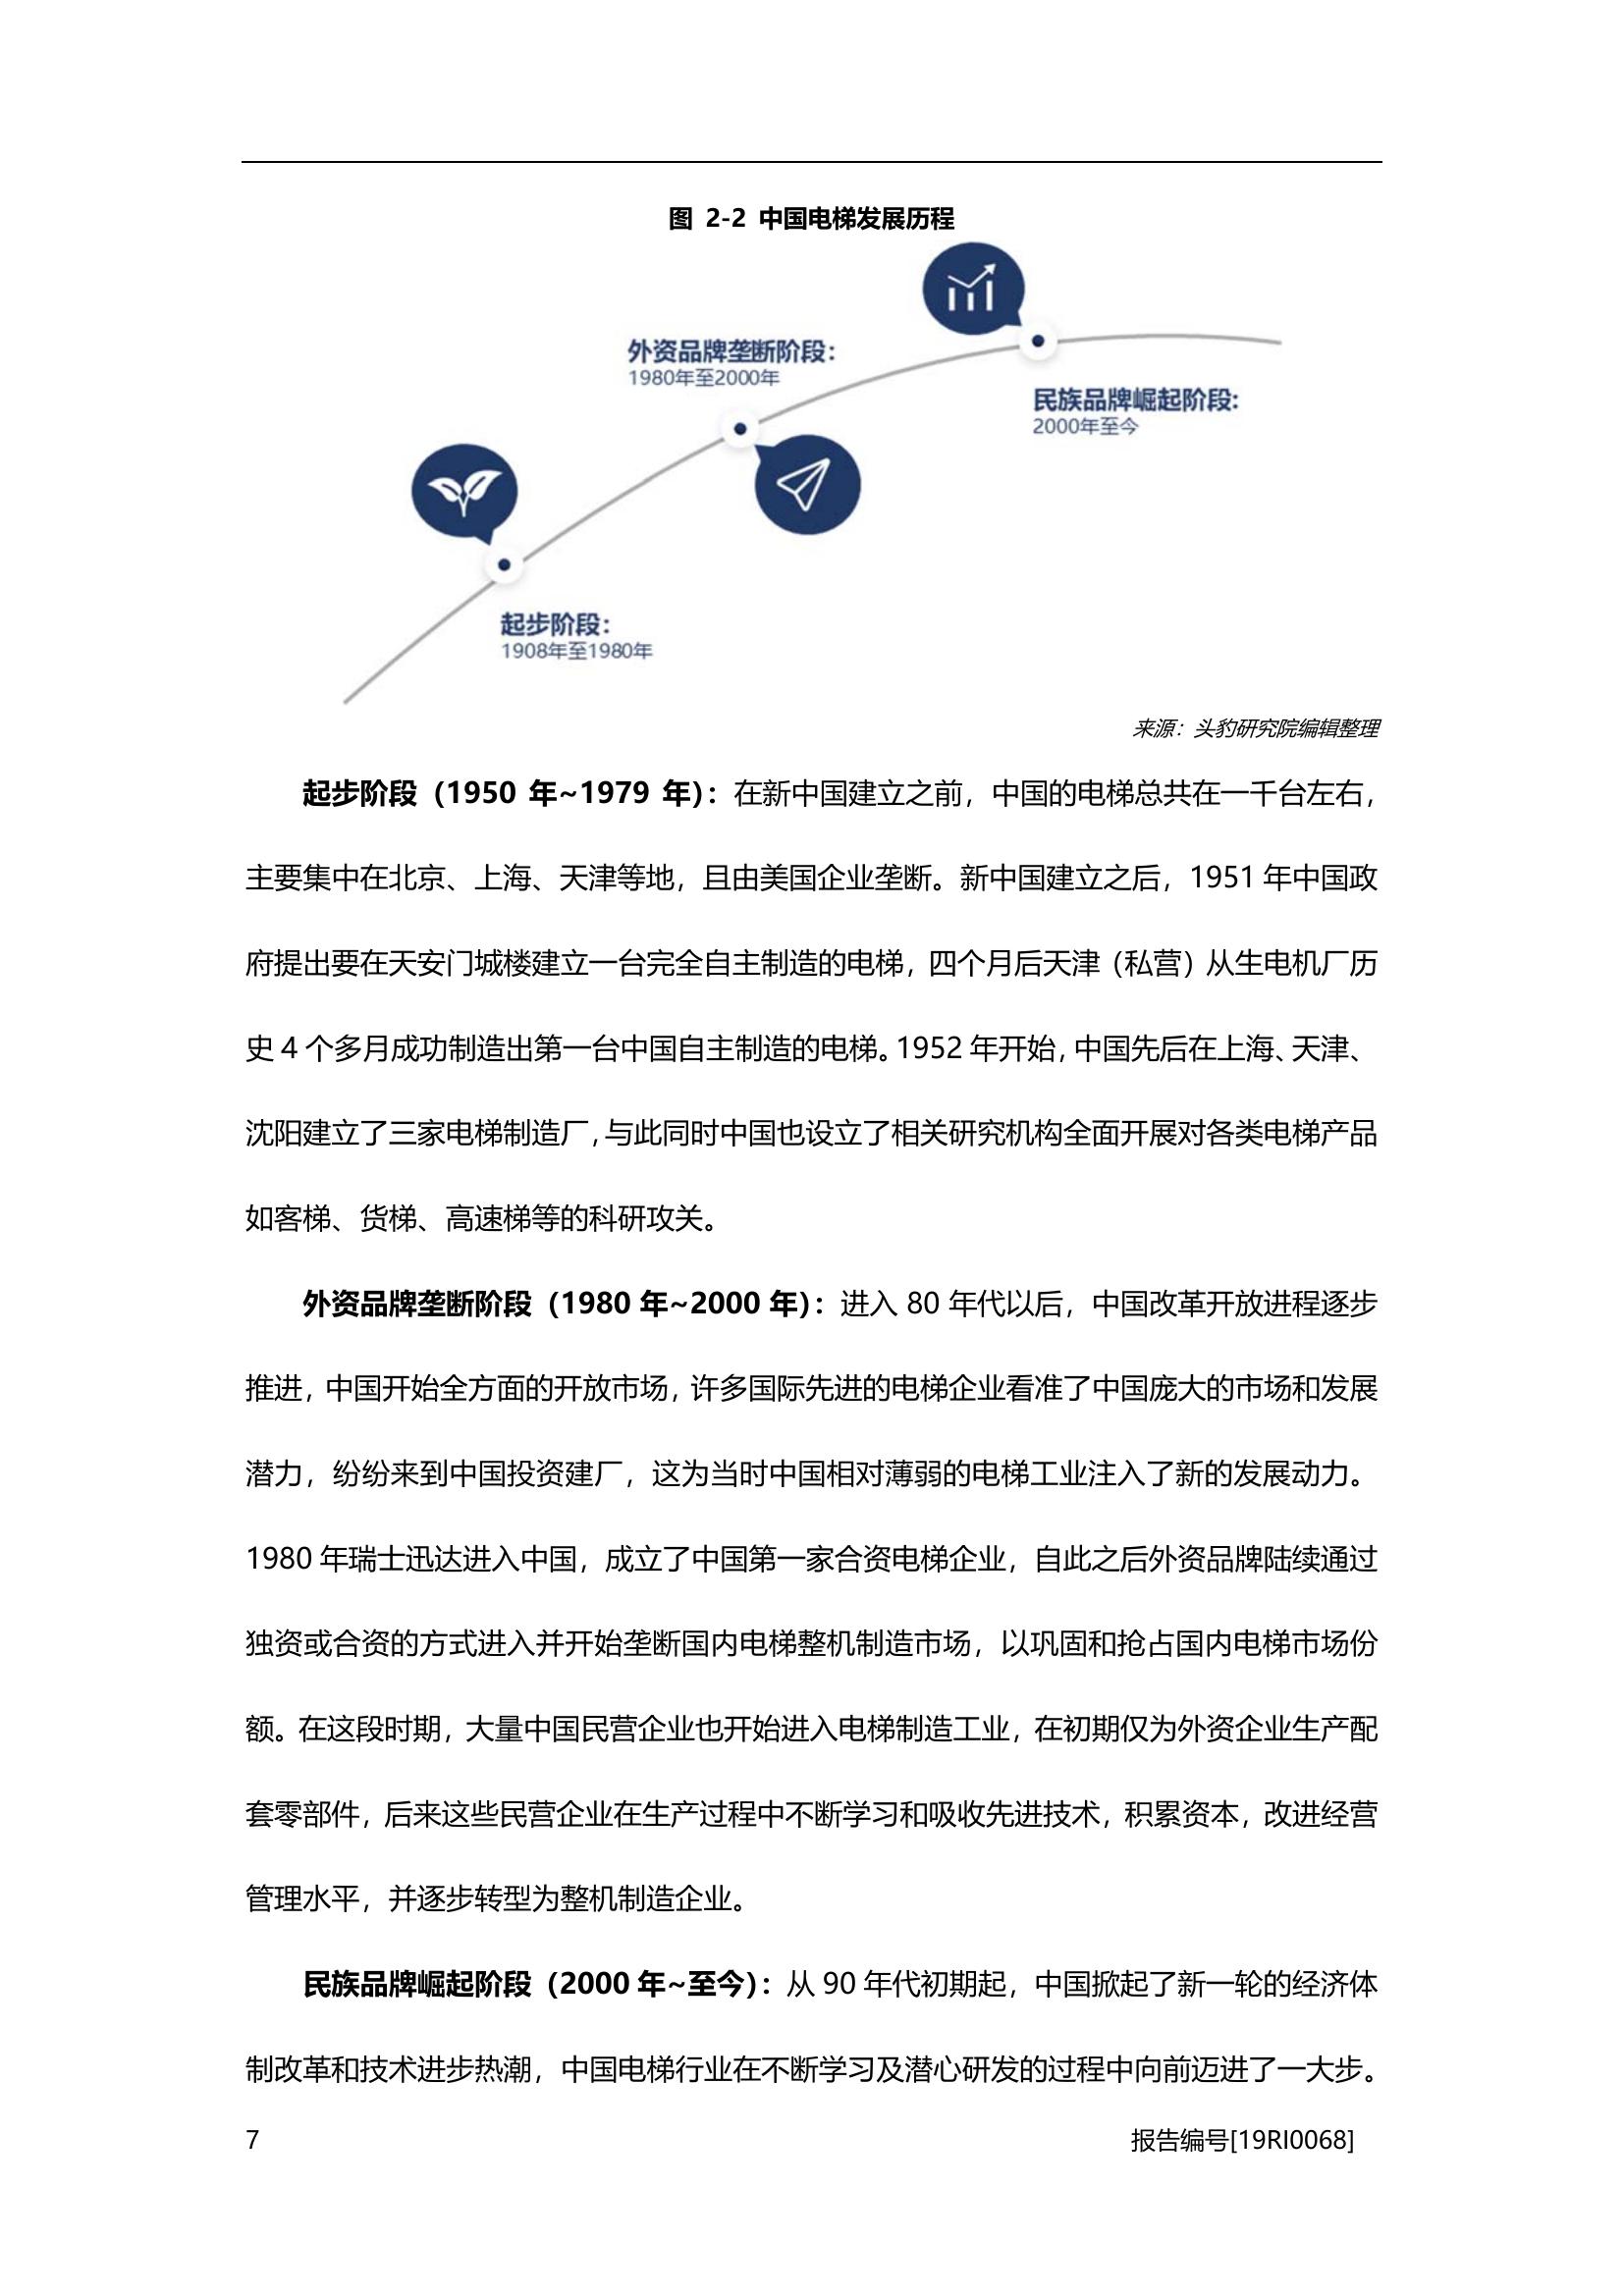 图 2-2 中国电梯发展历程
外资品牌垄断阶段：
1980年至2000年
民族品牌崛起阶段:
2000年至今
起步阶段：
1908年至1980年
来源：头豹研究院编辑整理
起步阶段（1950 年~1979 年）：在新中国建立之前，中国的电梯总共在一千台左右，
主要集中在北京、上海、天津等地，且由美国企业垄断。新中国建立之后，1951 年中国政
府提出要在天安门城楼建立一台完全自主制造的电梯，四个月后天津（私营）从生电机厂历
史 4 个多月成功制造出第一台中国自主制造的电梯。1952 年开始，中国先后在上海、天津、
沈阳建立了三家电梯制造厂，与此同时中国也设立了相关研究机构全面开展对各类电梯产品
如客梯、货梯、高速梯等的科研攻关。
外资品牌垄断阶段（1980 年~2000 年）：进入 80 年代以后，中国改革开放进程逐步
推进，中国开始全方面的开放市场，许多国际先进的电梯企业看准了中国庞大的市场和发展
潜力，纷纷来到中国投资建厂，这为当时中国相对薄弱的电梯工业注入了新的发展动力。
1980 年瑞士迅达进入中国，成立了中国第一家合资电梯企业，自此之后外资品牌陆续通过
独资或合资的方式进入并开始垄断国内电梯整机制造市场，以巩固和抢占国内电梯市场份
额。在这段时期，大量中国民营企业也开始进入电梯制造工业，在初期仅为外资企业生产配
套零部件，后来这些民营企业在生产过程中不断学习和吸收先进技术，积累资本，改进经营
管理水平，并逐步转型为整机制造企业。
民族品牌崛起阶段（2000 年~至今）：从 90 年代初期起，中国掀起了新一轮的经济体
制改革和技术进步热潮，中国电梯行业在不断学习及潜心研发的过程中向前迈进了一大步。
7 报告编号[19RI0068]